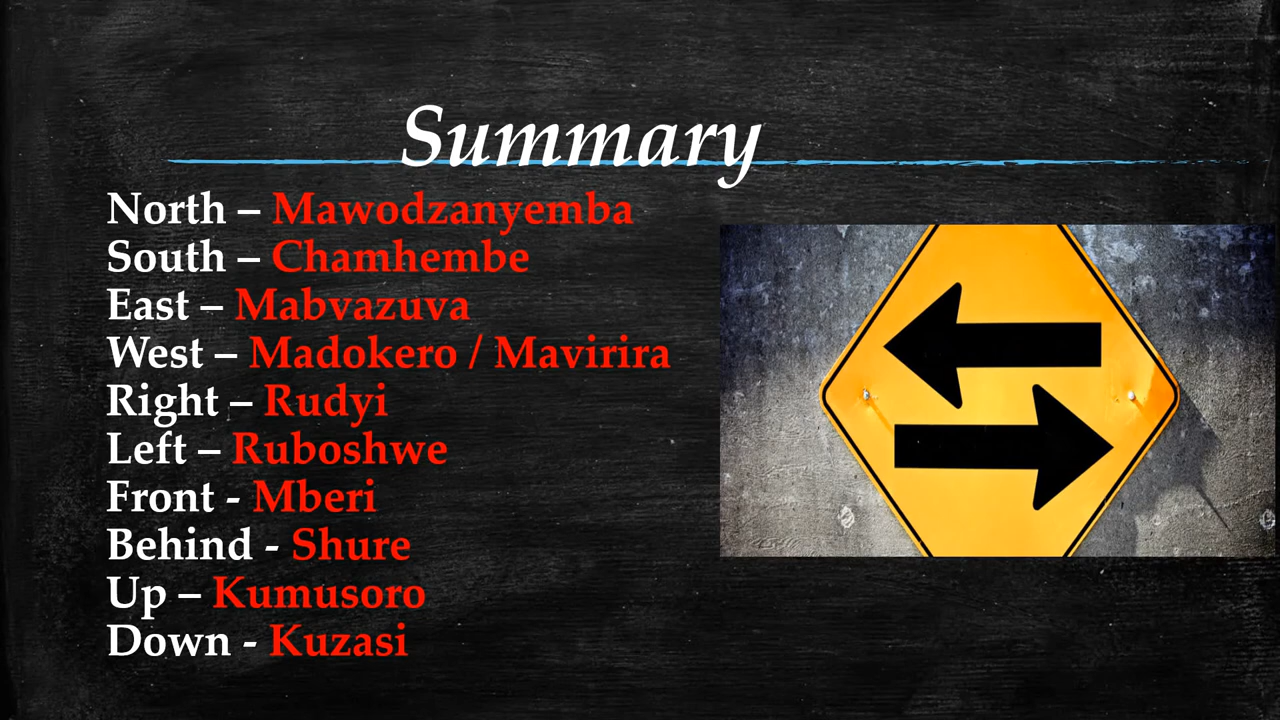 Summary
North – Mawodzanyemba
South – Chamhembe
East – Mabvazuva
West – Madokero / Mavirira
Right – Rudyi
Left – Ruboshwe
Front - Mberi
Behind - Shure
Up – Kumusoro
Down - Kuzasi